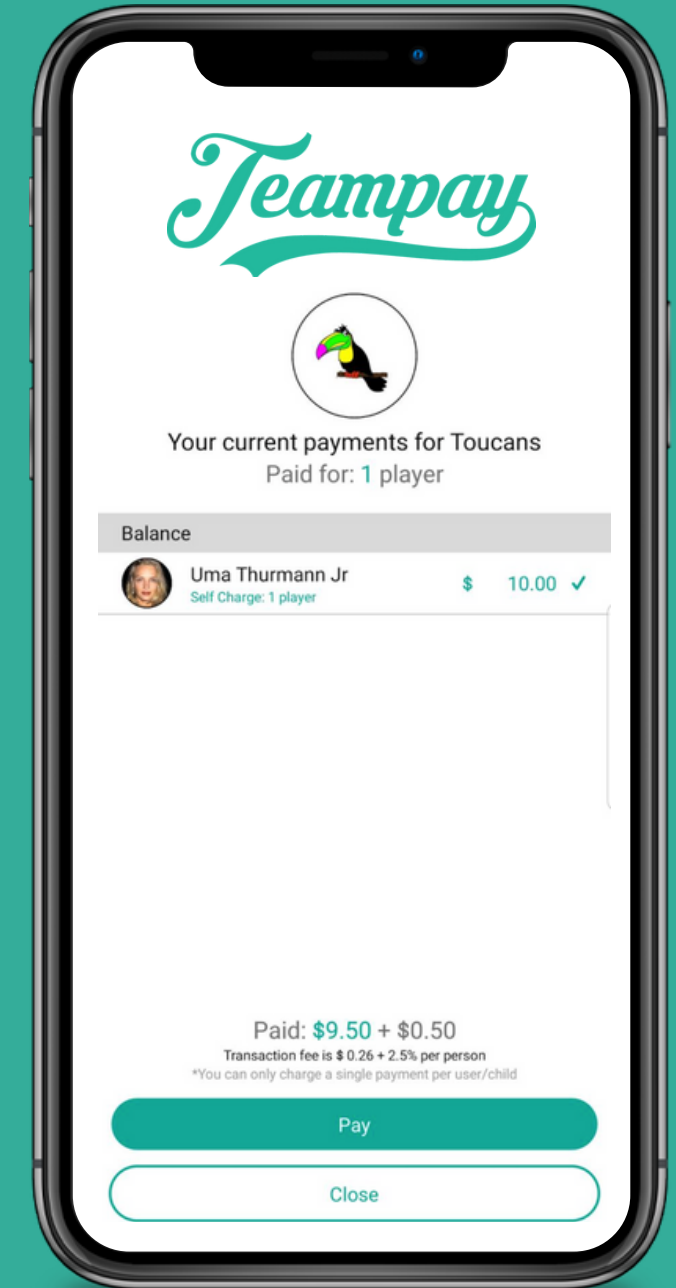 Teampay
Your current payments for Toucans
Paid for: 1 player
Balance
Uma Thurmann Jr
$ 10.00 ✓
Self Charge: 1 player
Paid: $9.50 + $0.50
Transaction fee is $ 0.26 + 2.5% per person
*You can only charge a single payment per user/child
Pay
Close